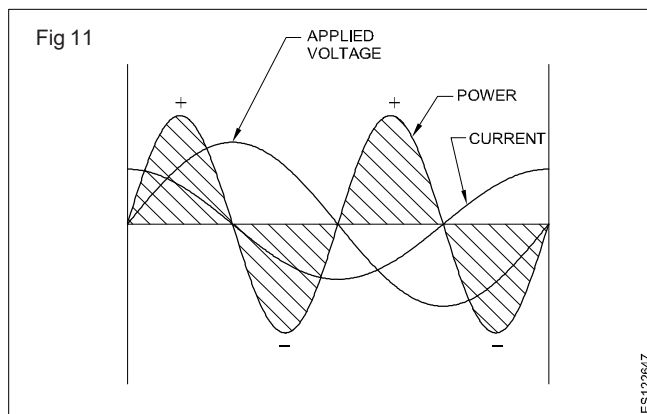 Fig 11
APPLIED
VOLTAGE
+
+
POWER
CURRENT
–
–
ES122647